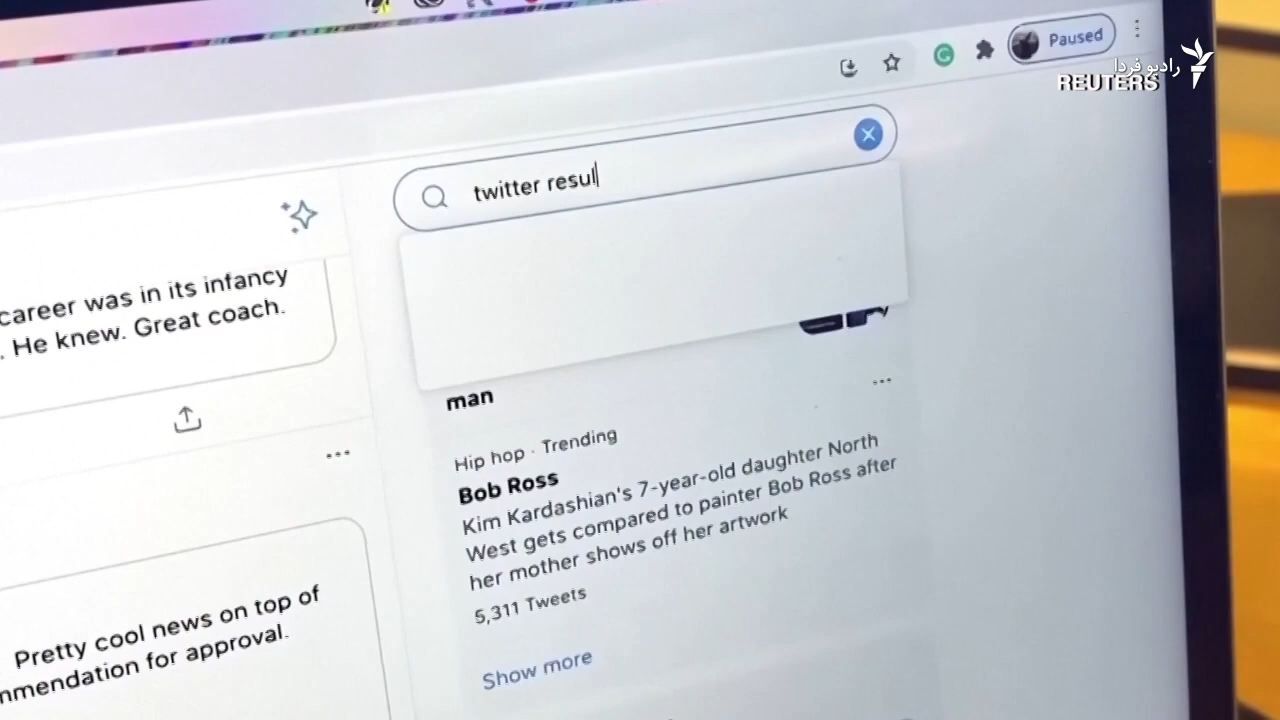 Paused
رادیو فردا
REUTERS
twitter resul
career was in its infancy
. He knew. Great coach.
man
Hip hop · Trending
Bob Ross
Kim Kardashian's 7-year-old daughter North
West gets compared to painter Bob Ross after
her mother shows off her artwork
5,311 Tweets
Show more
Pretty cool news on top of
mmendation for approval.